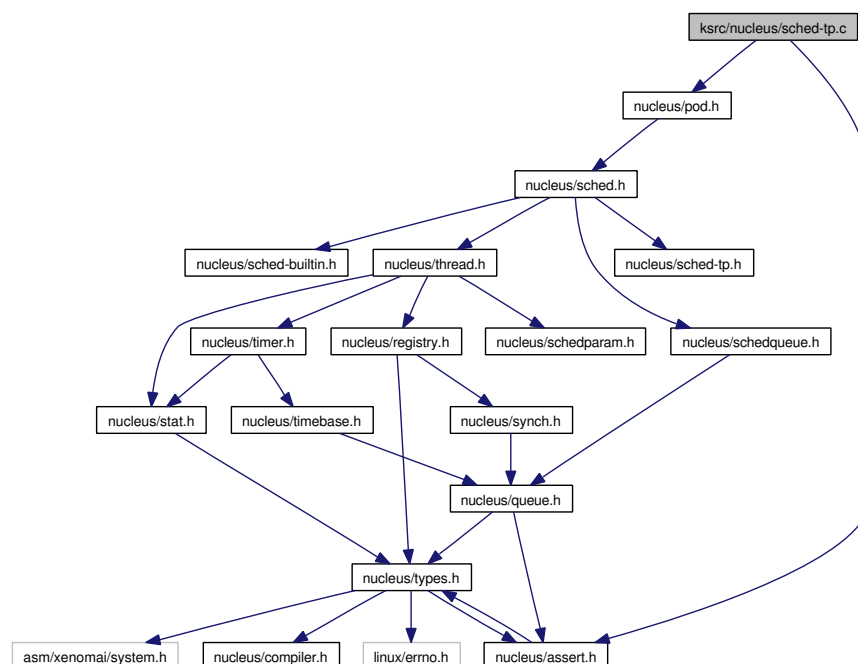 ksrc/nucleus/sched-tp.c
nucleus/pod.h
nucleus/sched.h
nucleus/sched-builtin.h
nucleus/thread.h
nucleus/sched-tp.h
nucleus/timer.h
nucleus/registry.h
nucleus/schedparam.h
nucleus/schedqueue.h
nucleus/stat.h
nucleus/timebase.h
nucleus/synch.h
nucleus/queue.h
nucleus/types.h
asm/xenomai/system.h
nucleus/compiler.h
linux/errno.h
nucleus/assert.h